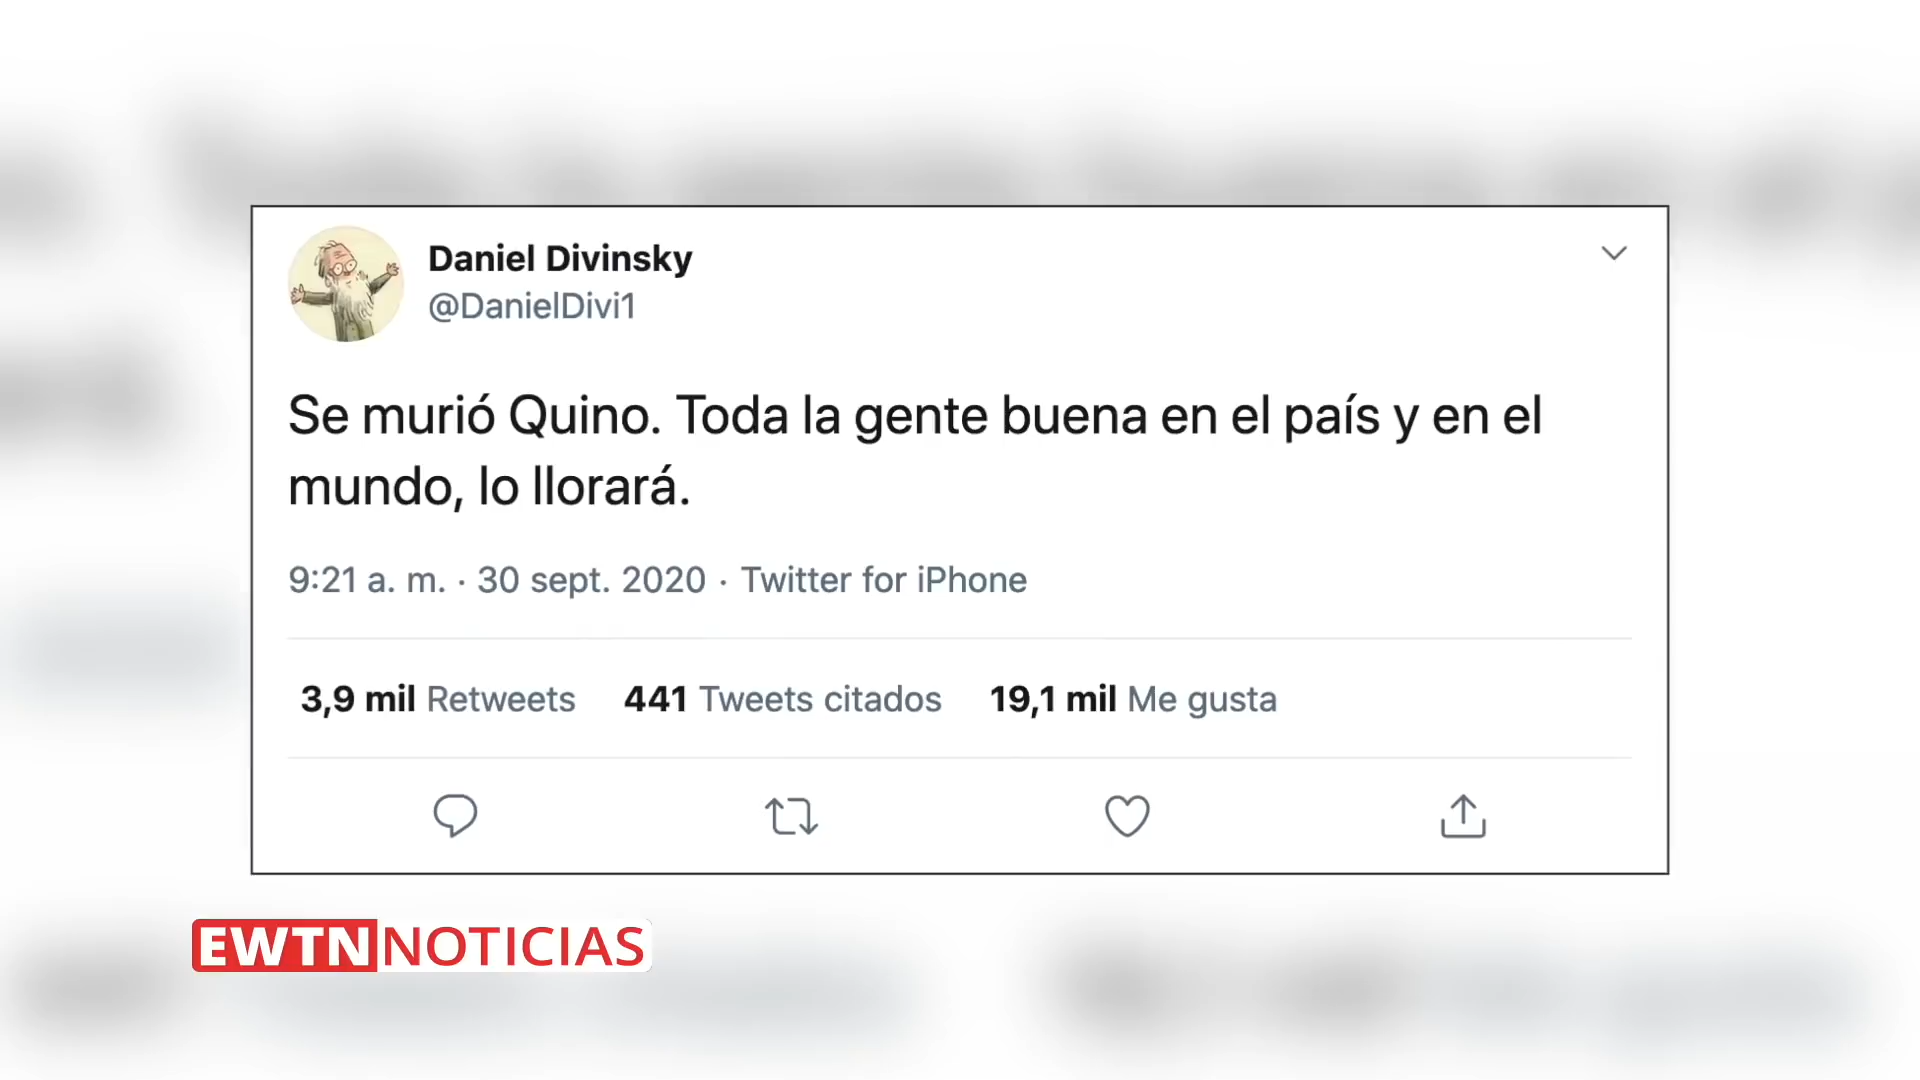 Daniel Divinsky
@DanielDivi1
Se murió Quino. Toda la gente buena en el país y en el
mundo, lo llorará.
9:21 a. m. · 30 sept. 2020 · Twitter for iPhone
3,9 mil Retweets 441 Tweets citados 19,1 mil Me gusta
EWTN NOTICIAS